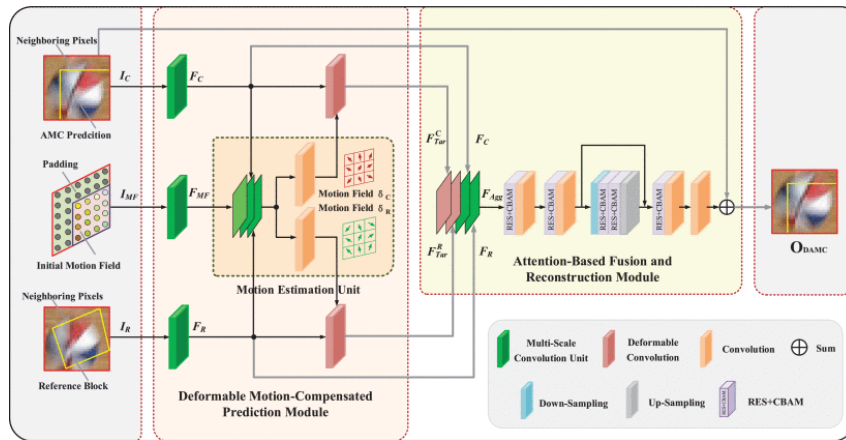 Neighboring Pixels
I_C
F_C
AMC Predcition
Padding
I_MF
F_MF
Initial Motion Field
Neighboring Pixels
I_R
F_R
Reference Block
Motion Field δ_C
Motion Field δ_R
Motion Estimation Unit
Deformable Motion-Compensated
Prediction Module
F_Tar^C
F_C
F_Agg
F_Tar^R
F_R
RES+CBAM
RES+CBAM
RES+CBAM
RES+CBAM
RES+CBAM
Attention-Based Fusion and
Reconstruction Module
O_DAMC
Multi-Scale
Convolution Unit
Deformable
Convolution
Convolution
Sum
Down-Sampling
Up-Sampling
RES+CBAM
RES+CBAM